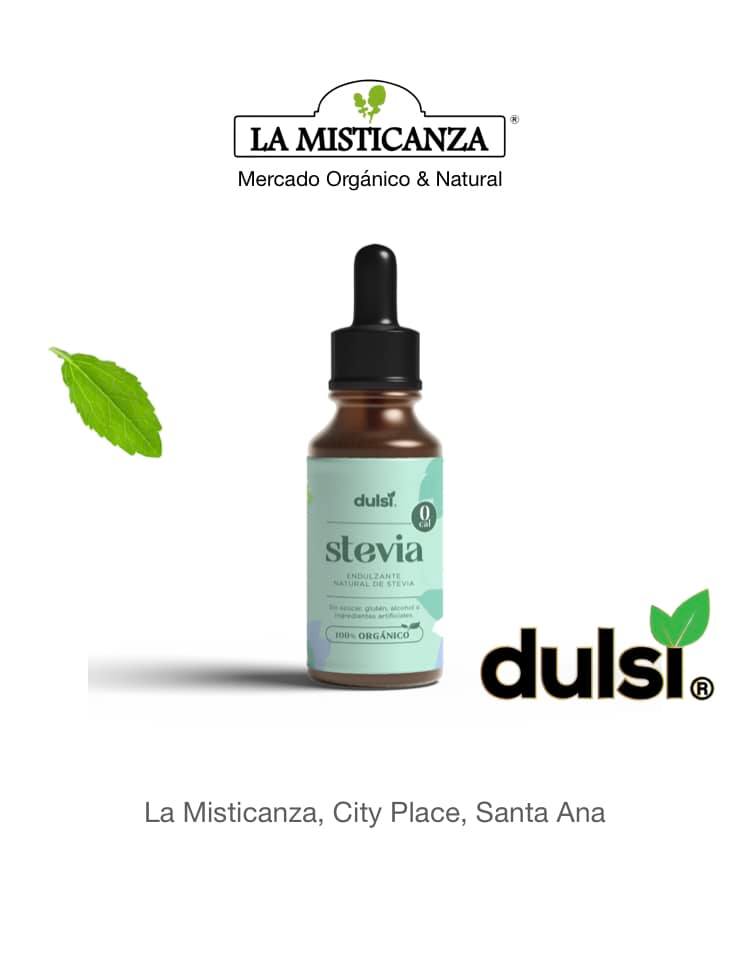 LA MISTICANZA ®
Mercado Orgánico & Natural
dulsi®
0
cal
stevia
ENDULZANTE
NATURAL DE STEVIA
Sin azúcar, glutén, alcohol o
ingredientes artificiales.
100% ORGÁNICO
dulsi®
La Misticanza, City Place, Santa Ana